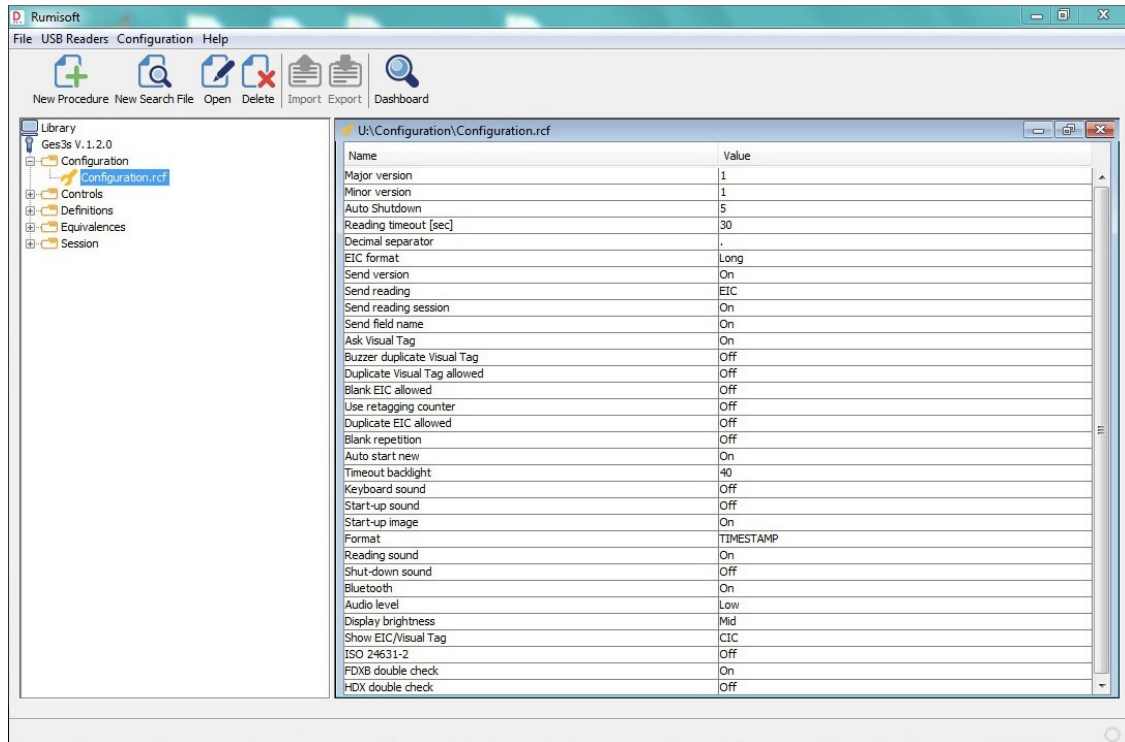 Rumisoft
File USB Readers Configuration Help
New Procedure New Search File Open Delete Import Export Dashboard
Library
Ges3s V.1.2.0
Configuration
Configuration.rcf
Controls
Definitions
Equivalences
Session
U:\Configuration\Configuration.rcf
Name Value
Major version 1
Minor version 1
Auto Shutdown 5
Reading timeout [sec] 30
Decimal separator .
EIC format Long
Send version On
Send reading EIC
Send reading session On
Send field name On
Ask Visual Tag On
Buzzer duplicate Visual Tag Off
Duplicate Visual Tag allowed Off
Blank EIC allowed Off
Use retagging counter Off
Duplicate EIC allowed Off
Blank repetition Off
Auto start new On
Timeout backlight 40
Keyboard sound Off
Start-up sound Off
Start-up image On
Format TIMESTAMP
Reading sound On
Shut-down sound Off
Bluetooth On
Audio level Low
Display brightness Mid
Show EIC/Visual Tag CIC
ISO 24631-2 Off
FDXB double check On
HDX double check Off